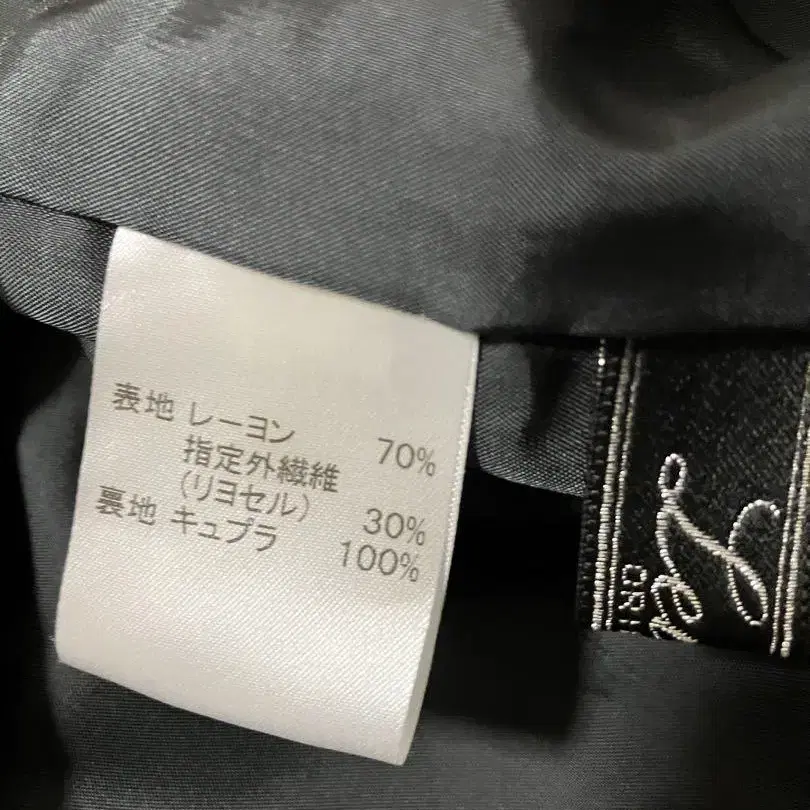 表地 レーヨン 70%
指定外繊維
(リヨセル) 30%
裏地 キュプラ 100%